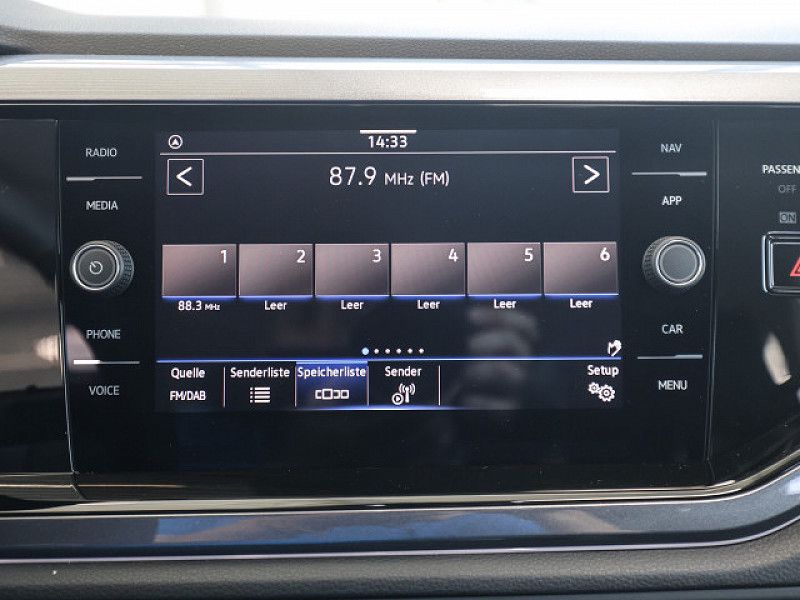 RADIO
MEDIA
PHONE
VOICE
14:33
87.9 MHz (FM)
1 2 3 4 5 6
88.3 MHz Leer Leer Leer Leer Leer
Quelle Senderliste Speicherliste Sender Setup
FM/DAB
NAV
APP
CAR
MENU
OFF
ON